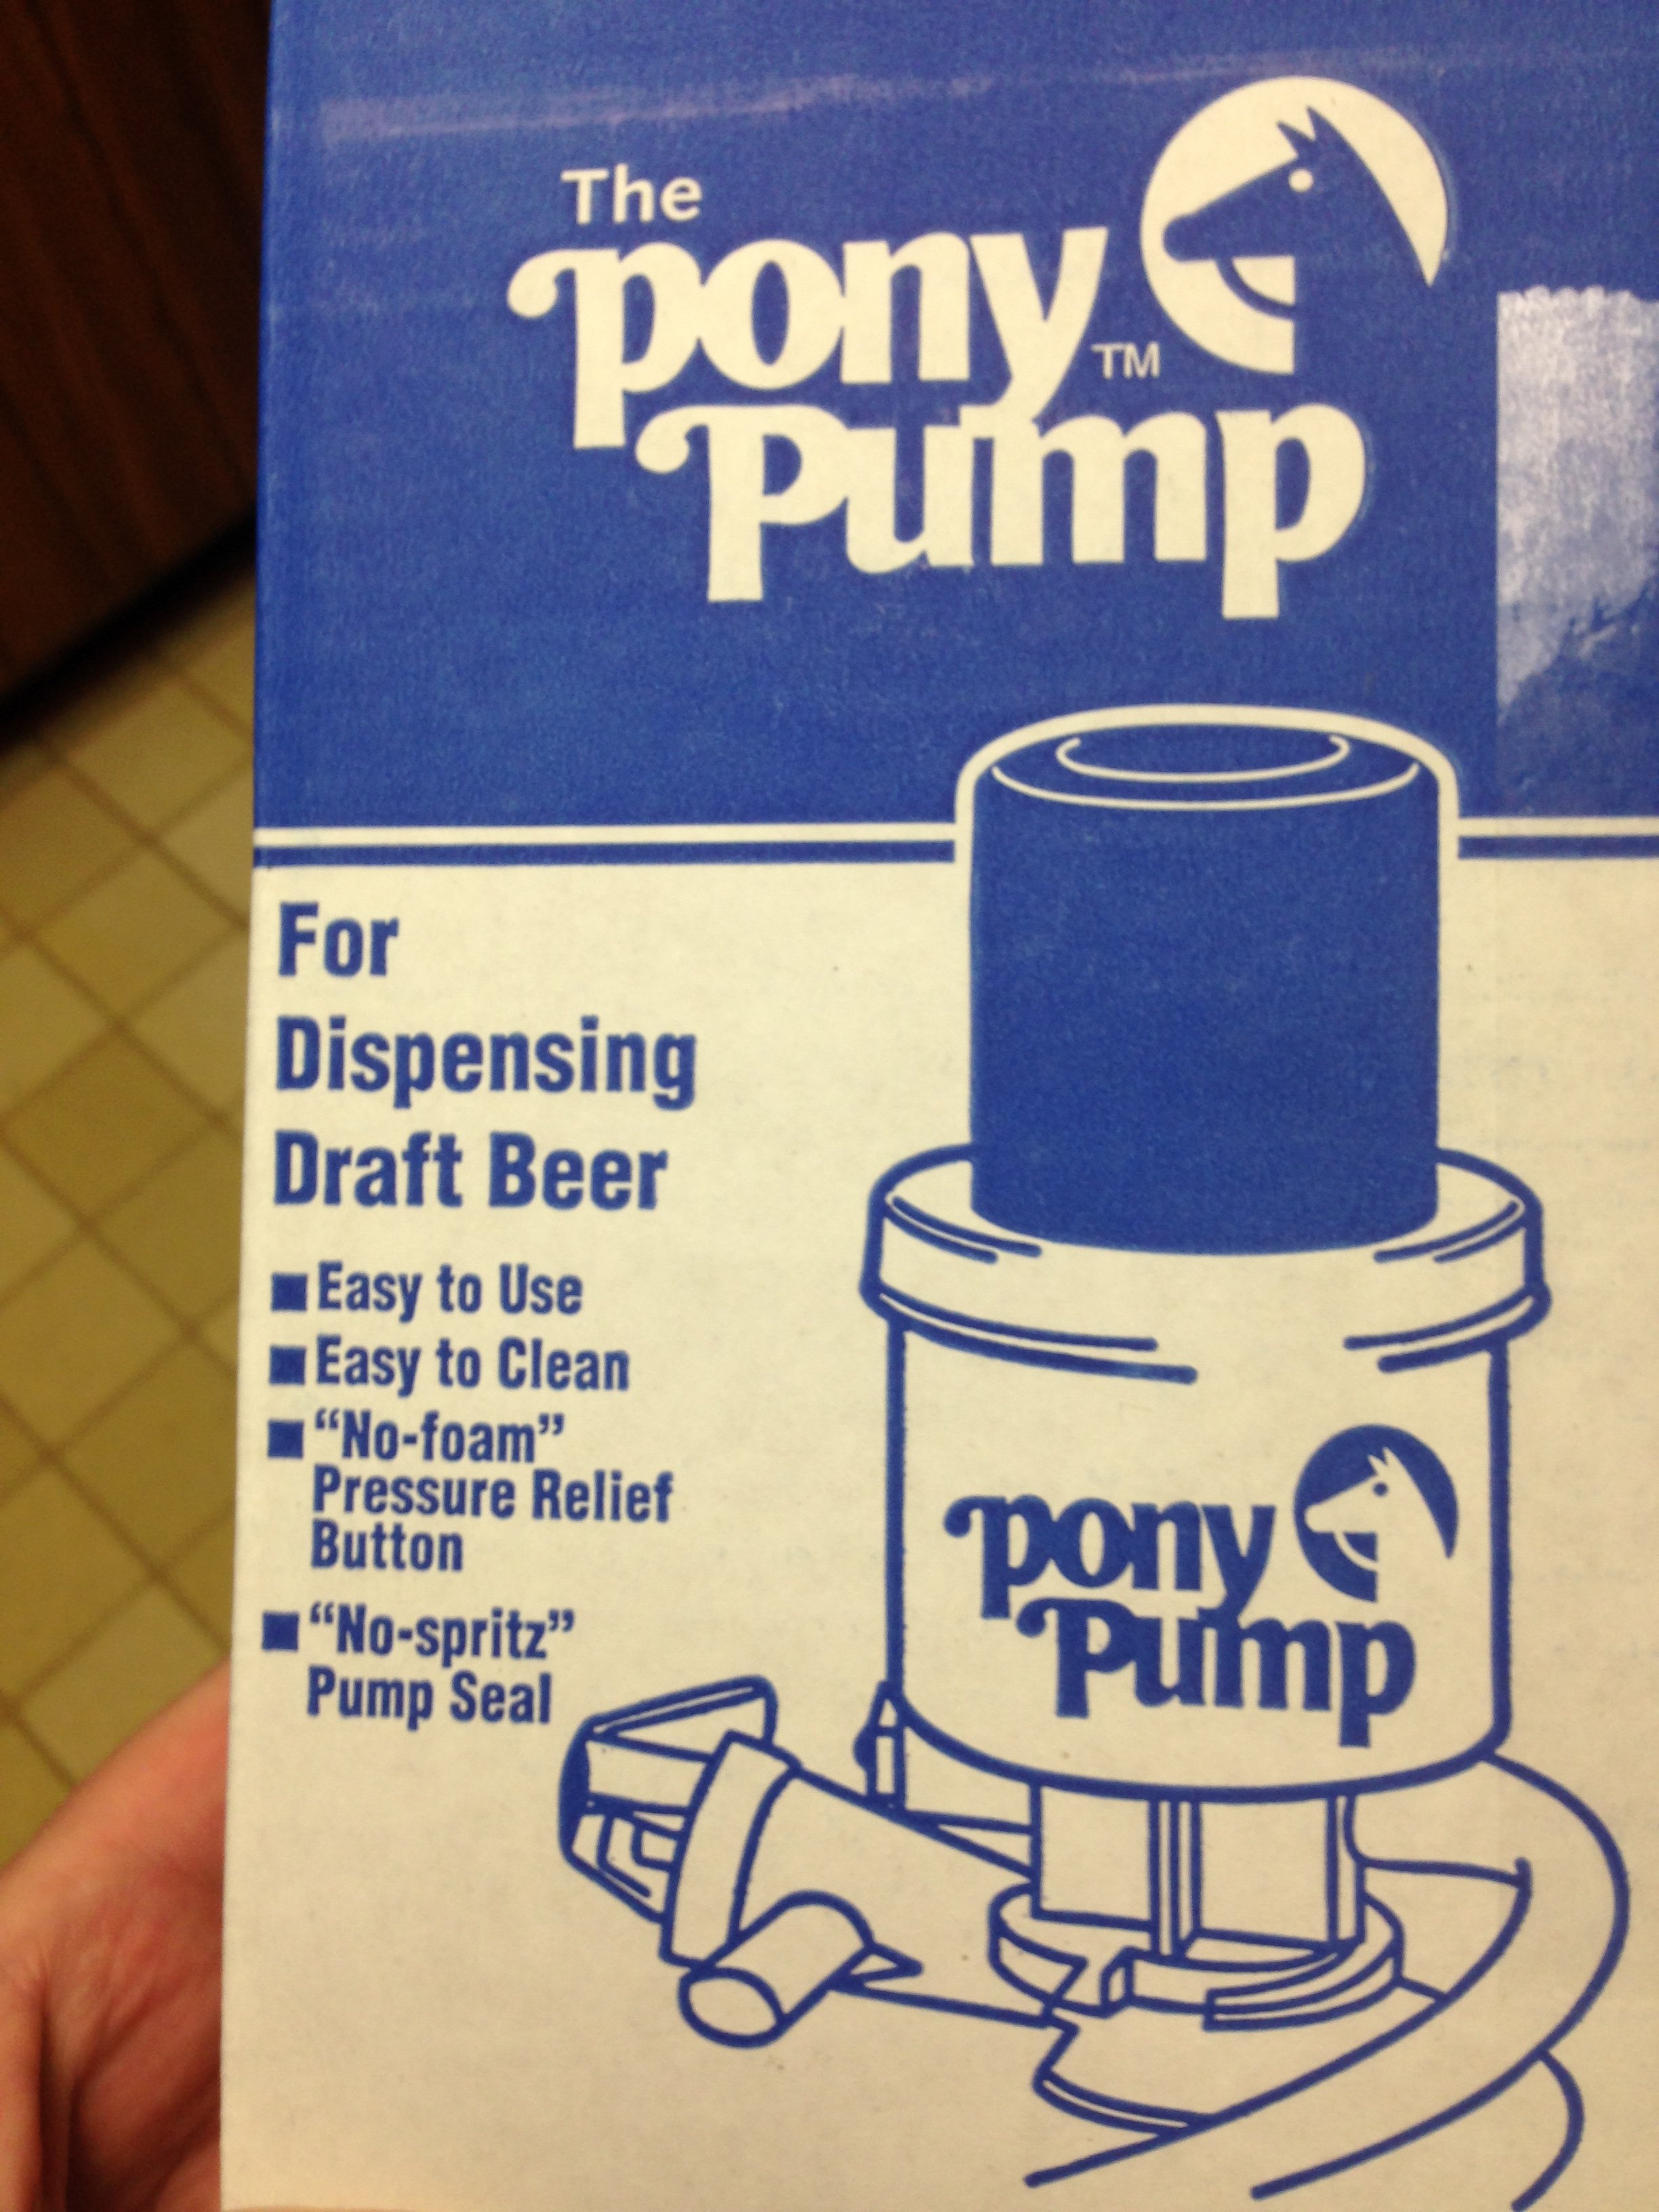 The
pony
TM
Pump
For
Dispensing
Draft Beer
■ Easy to Use
■ Easy to Clean
■ “No-foam”
Pressure Relief
Button
■ “No-spritz”
Pump Seal
pony
Pump